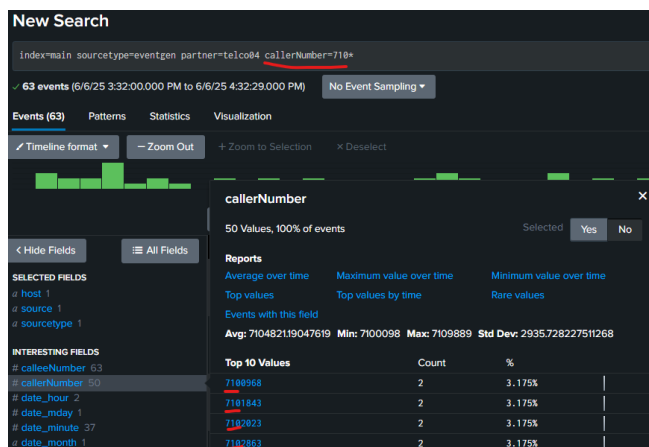 New Search
index=main sourcetype=eventgen partner=telco04 callerNumber=710*
✓ 63 events (6/6/25 3:32:00.000 PM to 6/6/25 4:32:29.000 PM) No Event Sampling ▾
Events (63) Patterns Statistics Visualization
Timeline format ▾ — Zoom Out + Zoom to Selection × Deselect
callerNumber ×
50 Values, 100% of events Selected Yes No
< Hide Fields All Fields
Reports
SELECTED FIELDS
Average over time Maximum value over time Minimum value over time
a host 1
Top values Top values by time Rare values
a source 1
Events with this field
a sourcetype 1
Avg: 7104821.19047619 Min: 7100098 Max: 7109889 Std Dev: 2935.728227511268
INTERESTING FIELDS
Top 10 Values Count %
# calleeNumber 63
# callerNumber 50
7100968 2 3.175%
# date_hour 2
# date_mday 1
7101843 2 3.175%
# date_minute 37
7102023 2 3.175%
a date_month 1
7102863 2 3.175%